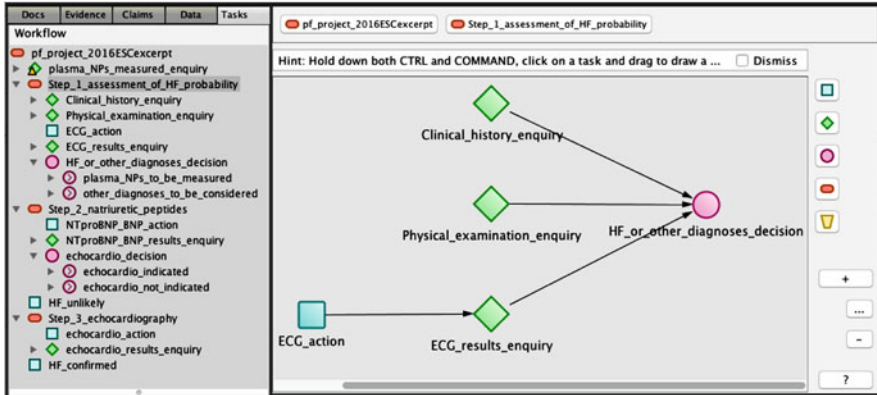 Docs Evidence Claims Data Tasks
Workflow
pf_project_2016ESCexcerpt
plasma_NPs_measured_enquiry
Step_1_assessment_of_HF_probability
Clinical_history_enquiry
Physical_examination_enquiry
ECG_action
ECG_results_enquiry
HF_or_other_diagnoses_decision
plasma_NPs_to_be_measured
other_diagnoses_to_be_considered
Step_2_natriuretic_peptides
NTproBNP_BNP_action
NTproBNP_BNP_results_enquiry
echocardio_decision
echocardio_indicated
echocardio_not_indicated
HF_unlikely
Step_3_echocardiography
echocardio_action
echocardio_results_enquiry
HF_confirmed
pf_project_2016ESCexcerpt Step_1_assessment_of_HF_probability
Hint: Hold down both CTRL and COMMAND, click on a task and drag to draw a ... Dismiss
Clinical_history_enquiry
Physical_examination_enquiry
HF_or_other_diagnoses_decision
ECG_action
ECG_results_enquiry
+
...
-
?